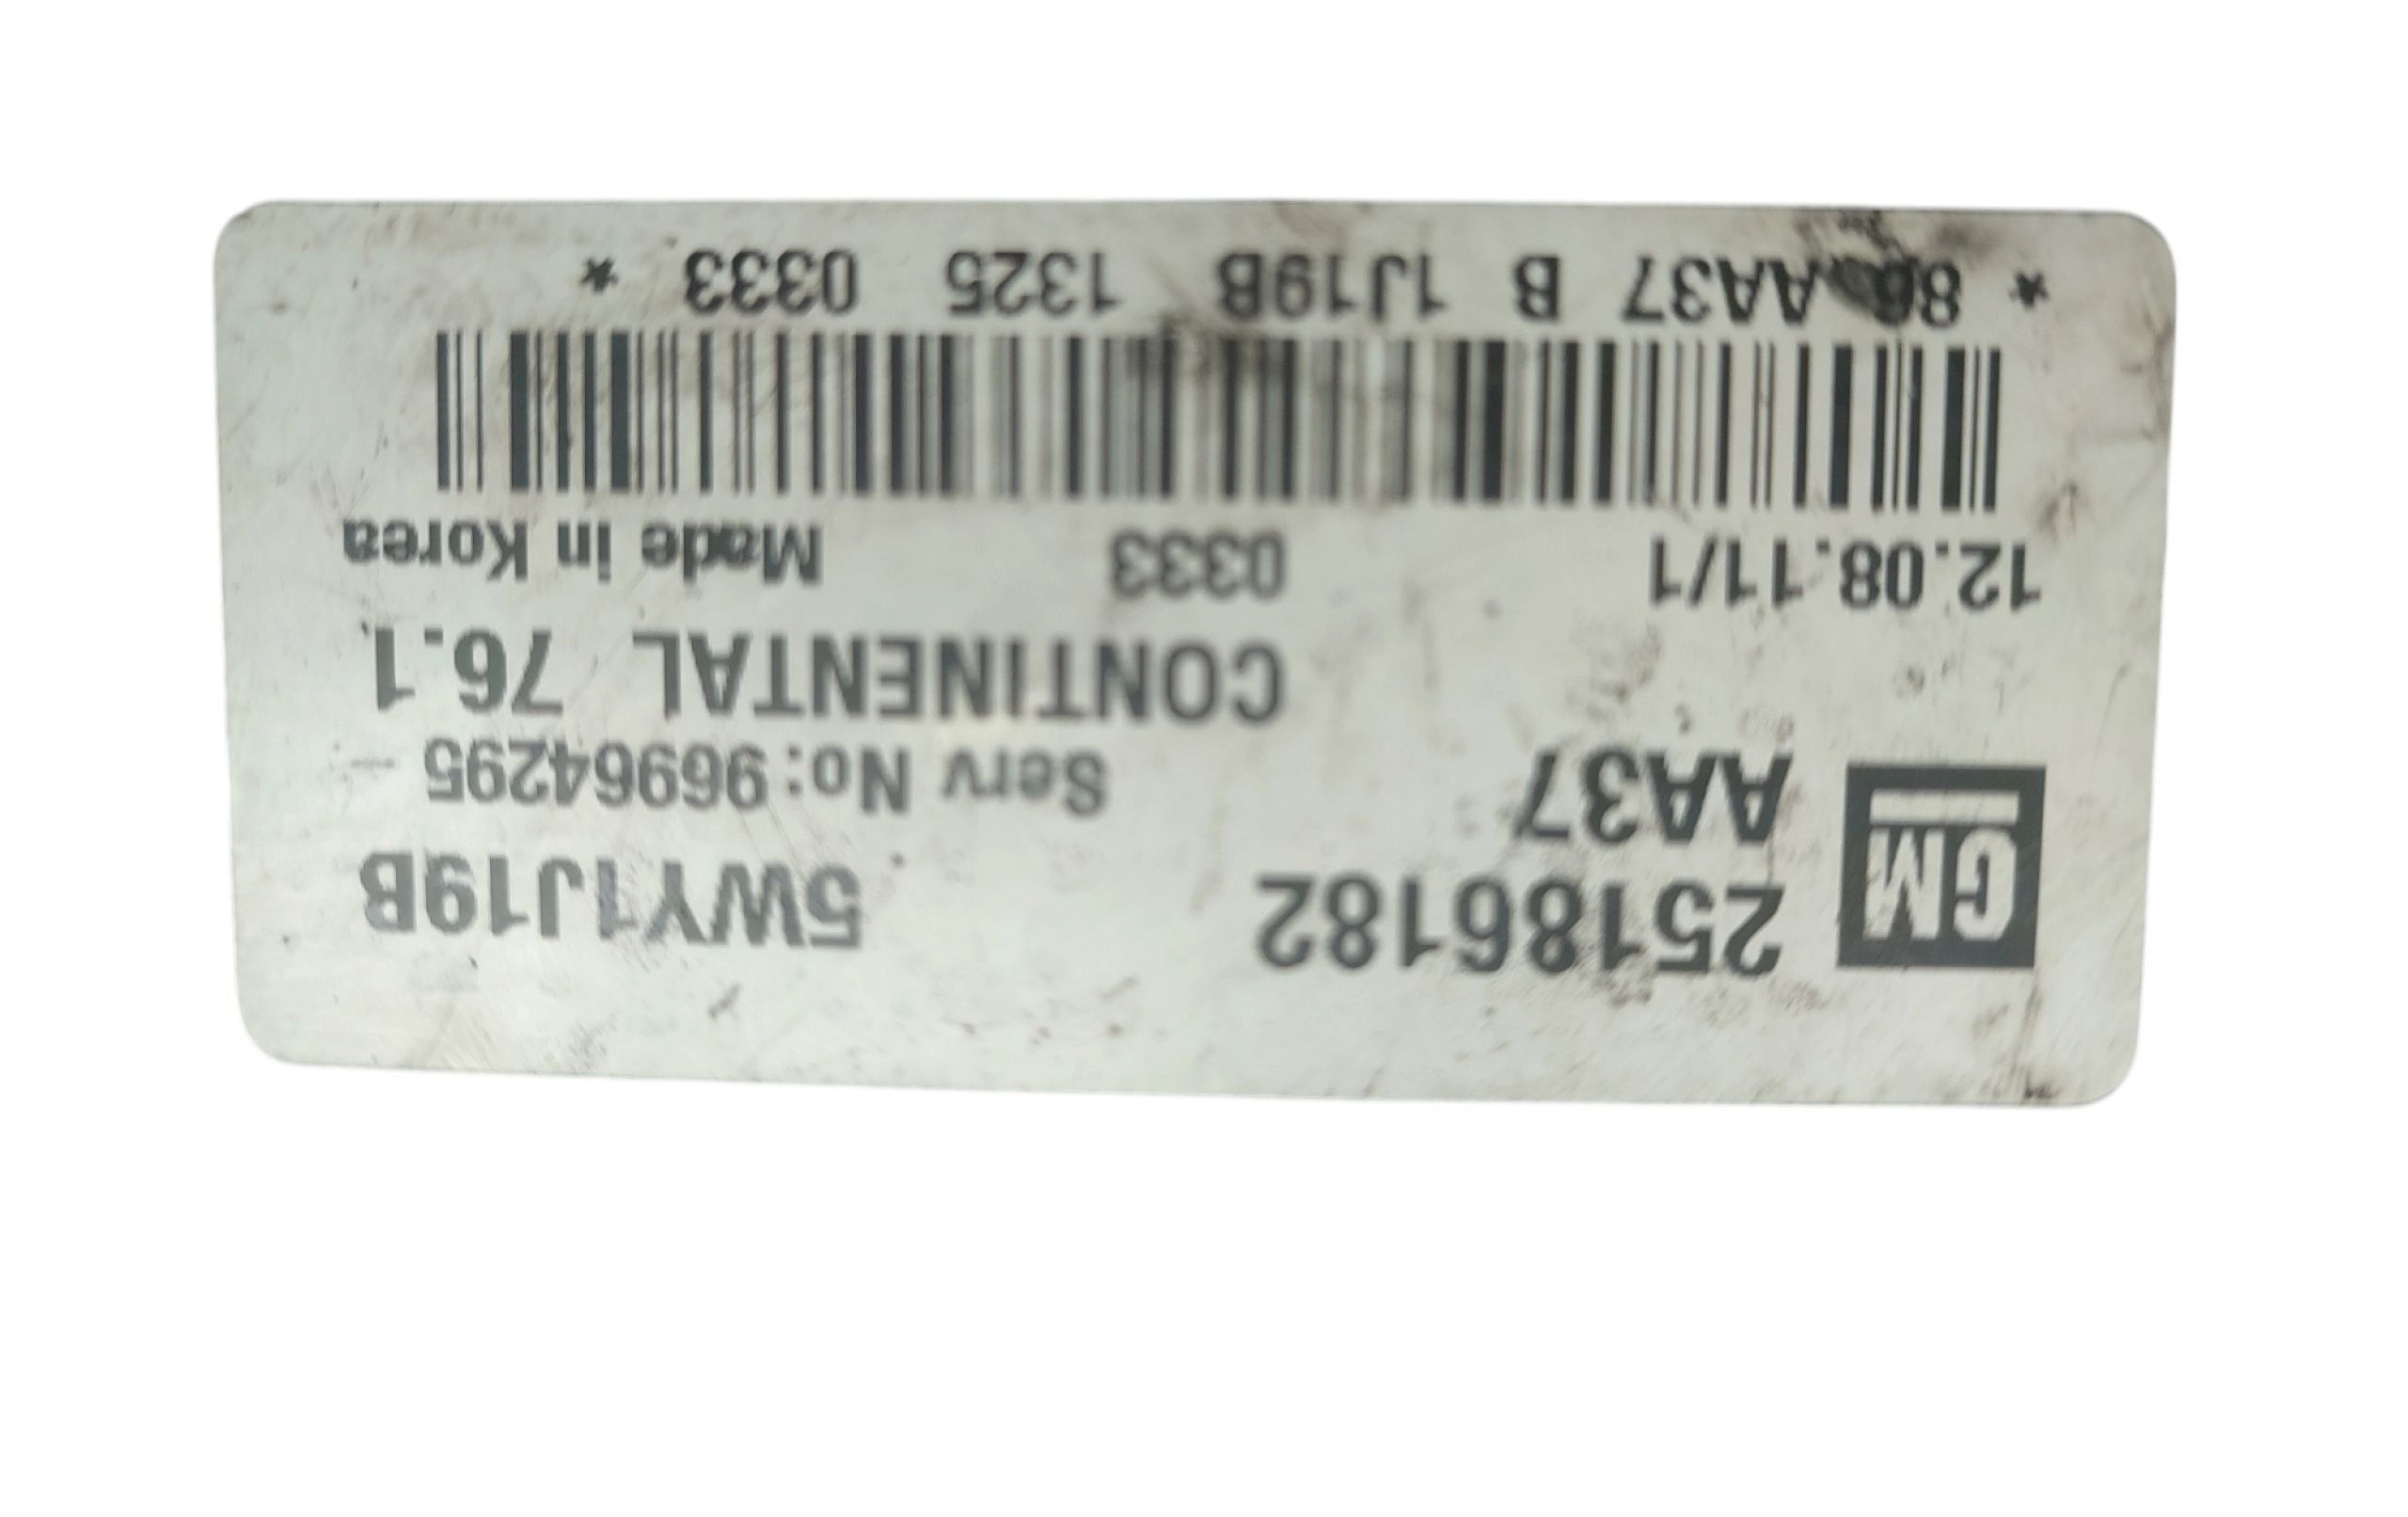 GM 25186182 5WY1J19B
AA37 Serv No: 96964295
CONTINENTAL 76.1
12.08.11/1 0333 Made in Korea
* 86 AA37 B 1J19B 1325 0333 *